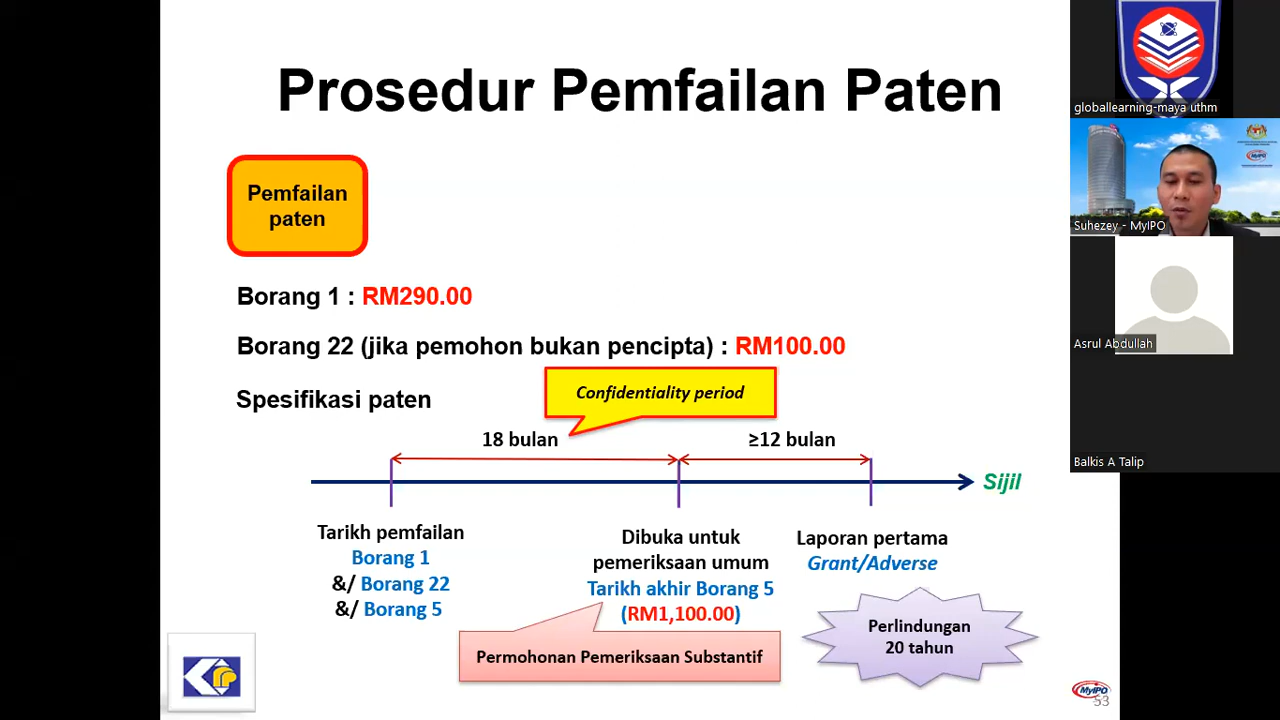 Prosedur Pemfailan Paten
Pemfailan
paten
Borang 1 : RM290.00
Borang 22 (jika pemohon bukan pencipta) : RM100.00
Spesifikasi paten
Confidentiality period
18 bulan
≥12 bulan
Sijil
Tarikh pemfailan
Borang 1
&/ Borang 22
&/ Borang 5
Dibuka untuk
pemeriksaan umum
Tarikh akhir Borang 5
(RM1,100.00)
Laporan pertama
Grant/Adverse
Permohonan Pemeriksaan Substantif
Perlindungan
20 tahun
MyIPO
53
globallearning-maya uthm
Suhezey - MyIPO
Asrul Abdullah
Balkis A Talip